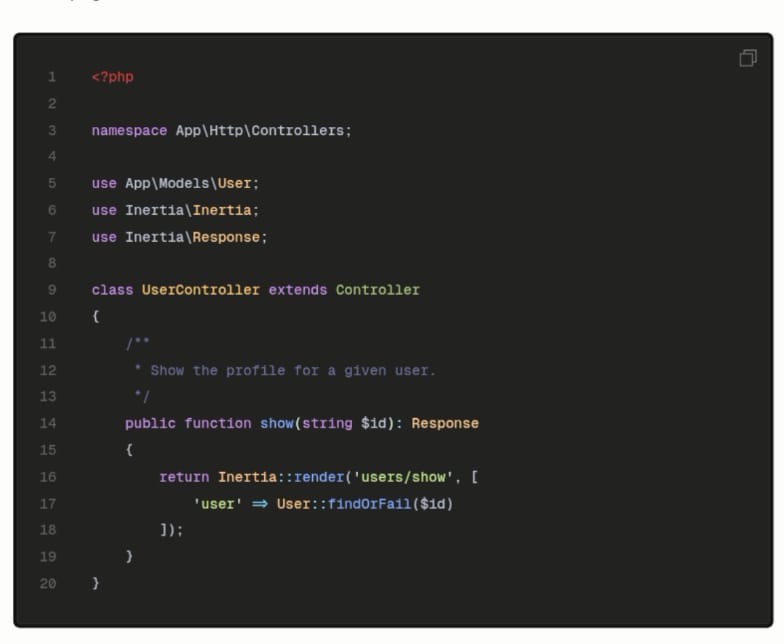 1 <?php
2
3 namespace App\Http\Controllers;
4
5 use App\Models\User;
6 use Inertia\Inertia;
7 use Inertia\Response;
8
9 class UserController extends Controller
10 {
11     /**
12      * Show the profile for a given user.
13      */
14     public function show(string $id): Response
15     {
16         return Inertia::render('users/show', [
17             'user' => User::findOrFail($id)
18         ]);
19     }
20 }